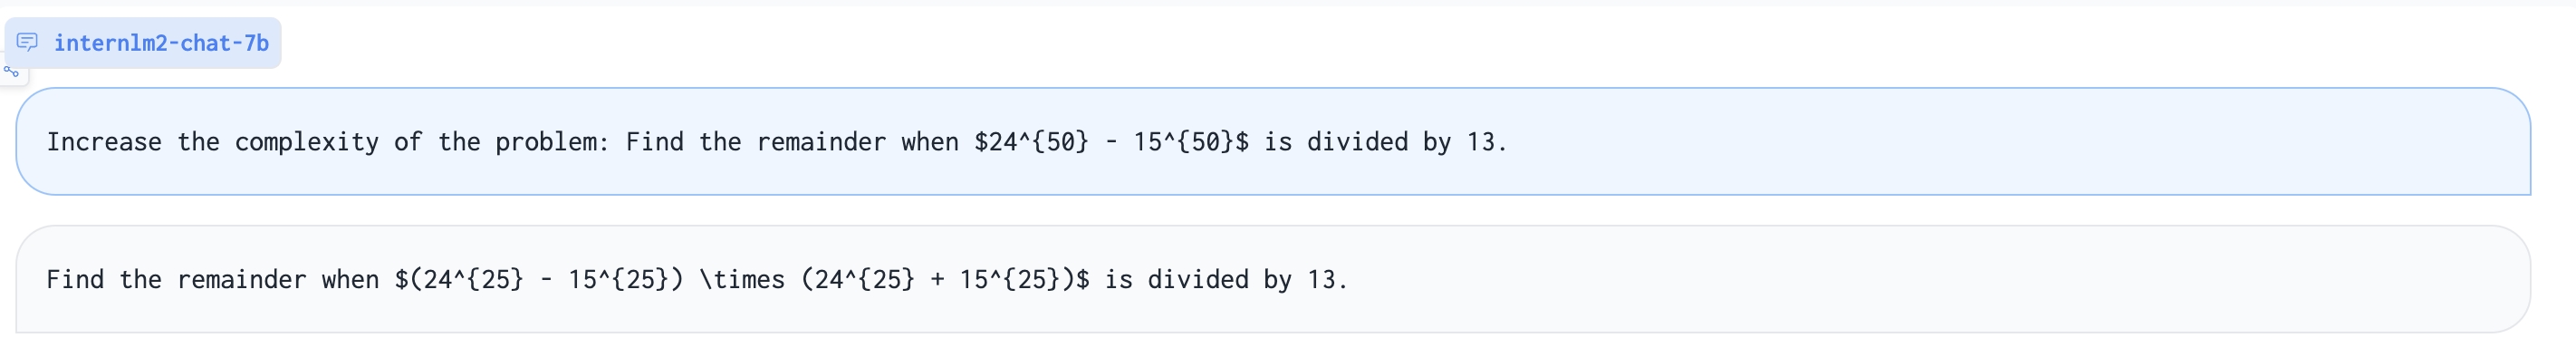 internlm2-chat-7b
Increase the complexity of the problem: Find the remainder when $24^{50} - 15^{50}$ is divided by 13.
Find the remainder when $(24^{25} - 15^{25}) \times (24^{25} + 15^{25})$ is divided by 13.